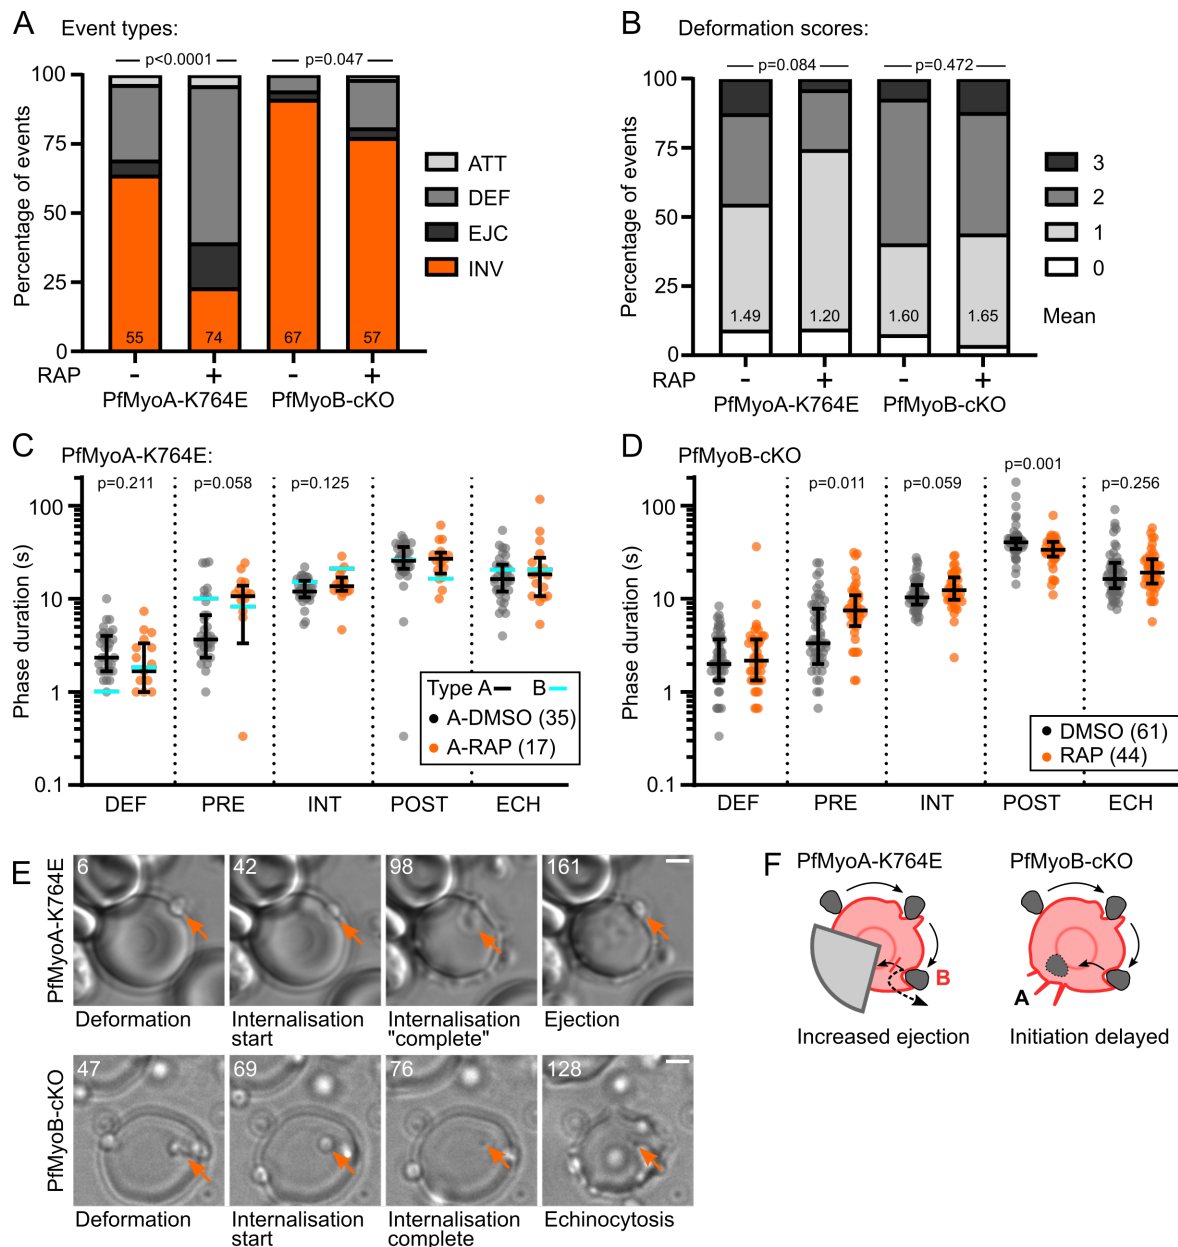 A Event types:
p<0.0001 p=0.047
100
75
50
25
0
Percentage of events
55 74 67 57
ATT
DEF
EJC
INV
RAP - + - +
PfMyoA-K764E PfMyoB-cKO
B Deformation scores:
p=0.084 p=0.472
100
75
50
25
0
Percentage of events
1.49 1.20 1.60 1.65
3
2
1
0
Mean
RAP - + - +
PfMyoA-K764E PfMyoB-cKO
C PfMyoA-K764E:
p=0.211 p=0.058 p=0.125
100
10
1
0.1
Phase duration (s)
Type A B
A-DMSO (35)
A-RAP (17)
DEF PRE INT POST ECH
D PfMyoB-cKO
p=0.011 p=0.059 p=0.001 p=0.256
100
10
1
0.1
Phase duration (s)
DMSO (61)
RAP (44)
DEF PRE INT POST ECH
E
PfMyoA-K764E
6 42 98 161
Deformation Internalisation Internalisation Ejection
start "complete"
PfMyoB-cKO
47 69 76 128
Deformation Internalisation Internalisation Echinocytosis
start complete
F PfMyoA-K764E PfMyoB-cKO
B
A
Increased ejection Initiation delayed